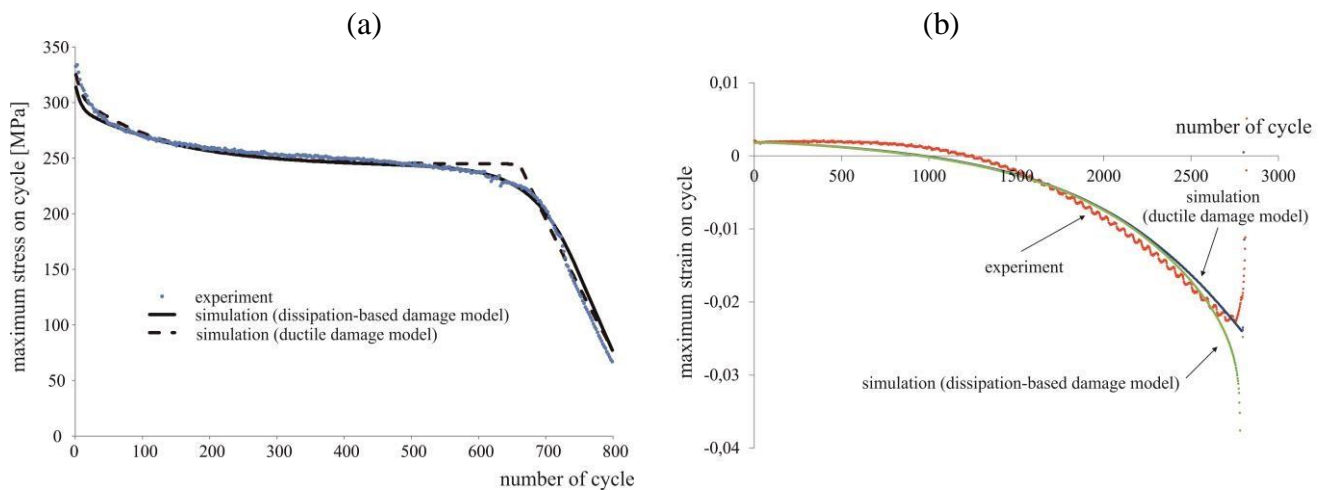 (a)
maximum stress on cycle [MPa]
350
300
250
200
150
100
50
0
experiment
simulation (dissipation-based damage model)
simulation (ductile damage model)
0 100 200 300 400 500 600 700 800
number of cycle
(b)
maximum strain on cycle
0,01
0
-0,01
-0,02
-0,03
-0,04
number of cycle
0 500 1000 1500 2000 2500 3000
simulation
(ductile damage model)
experiment
simulation (dissipation-based damage model)